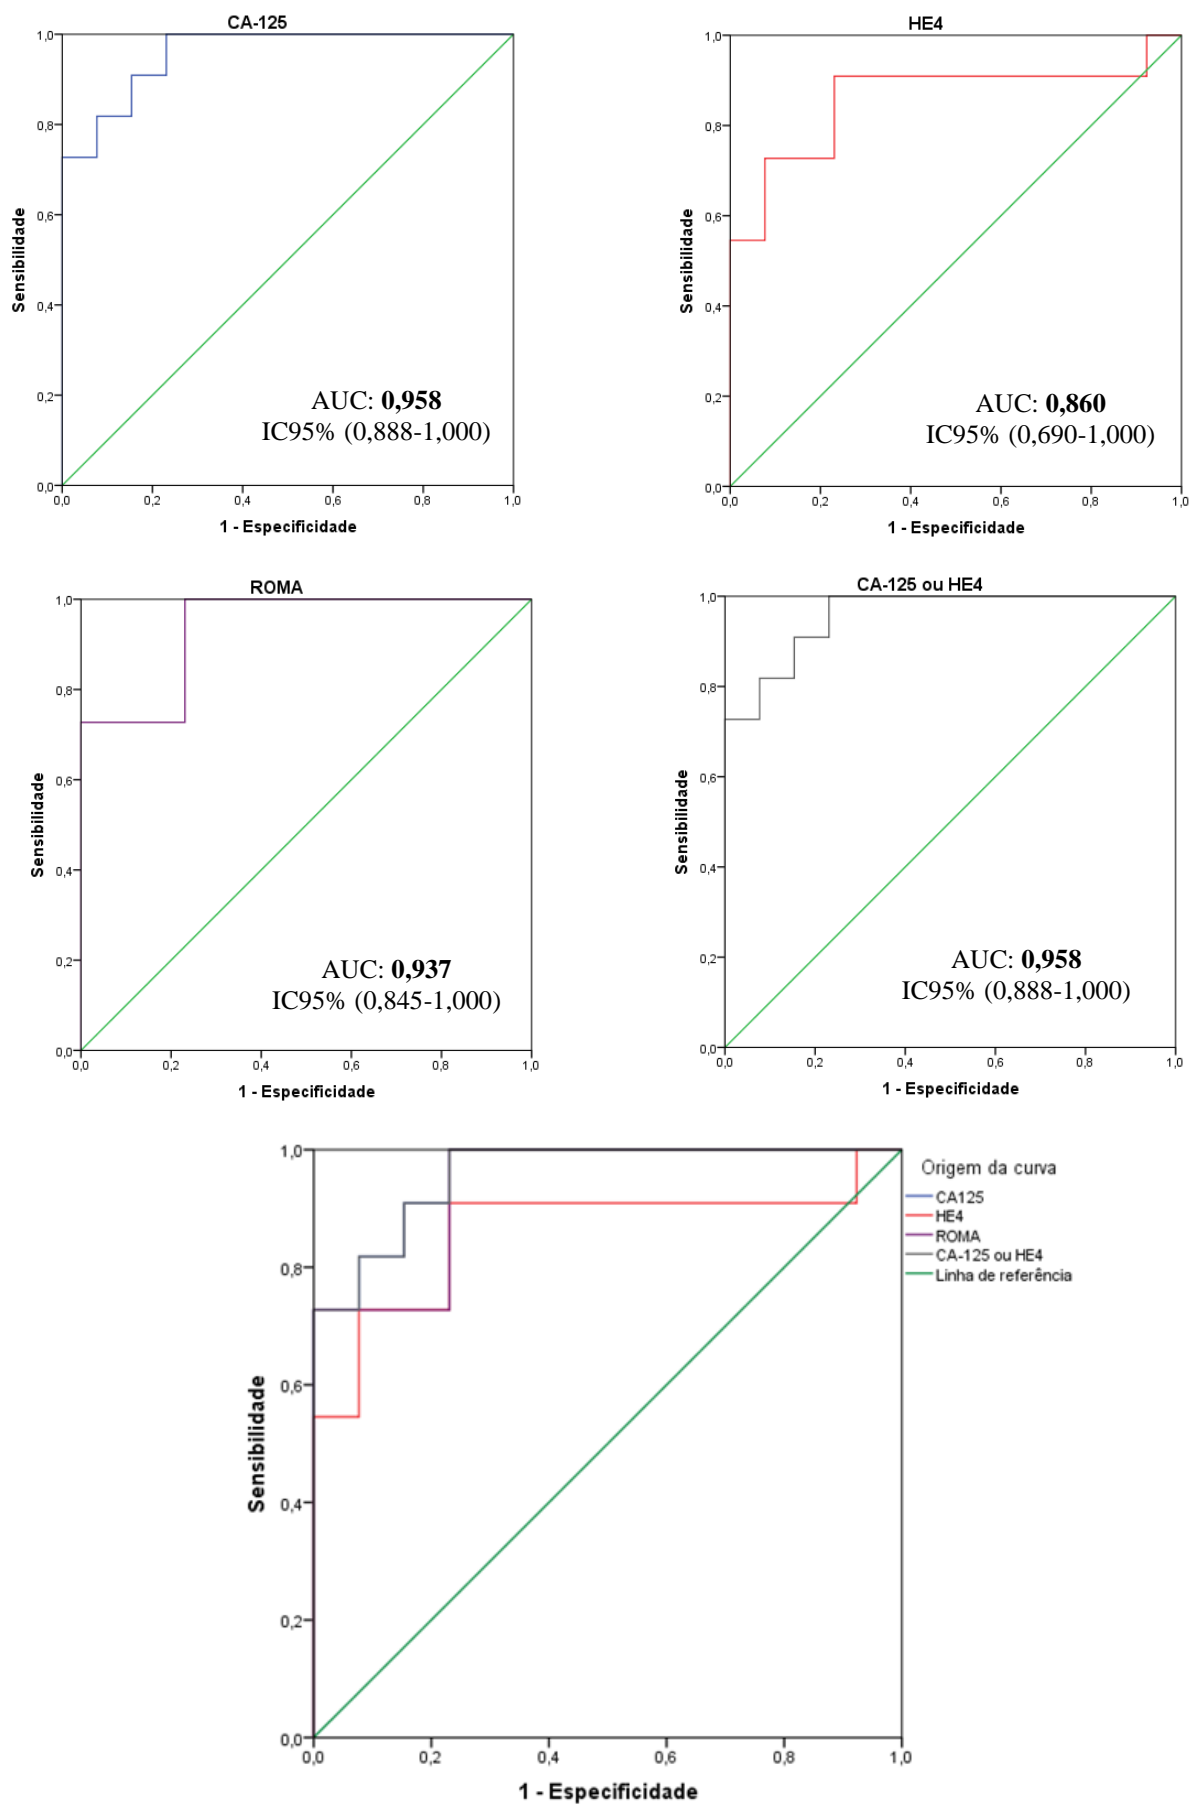 CA-125
1,0
0,8
0,6
0,4
0,2
0,0
Sensibilidade
AUC: 0,958
IC95% (0,888-1,000)
0,0 0,2 0,4 0,6 0,8 1,0
1 - Especificidade
HE4
1,0
0,8
0,6
0,4
0,2
0,0
Sensibilidade
AUC: 0,860
IC95% (0,690-1,000)
0,0 0,2 0,4 0,6 0,8 1,0
1 - Especificidade
ROMA
1,0
0,8
0,6
0,4
0,2
0,0
Sensibilidade
AUC: 0,937
IC95% (0,845-1,000)
0,0 0,2 0,4 0,6 0,8 1,0
1 - Especificidade
CA-125 ou HE4
1,0
0,8
0,6
0,4
0,2
0,0
Sensibilidade
AUC: 0,958
IC95% (0,888-1,000)
0,0 0,2 0,4 0,6 0,8 1,0
1 - Especificidade
1,0
0,8
0,6
0,4
0,2
0,0
Sensibilidade
0,0 0,2 0,4 0,6 0,8 1,0
1 - Especificidade
Origem da curva
CA125
HE4
ROMA
CA-125 ou HE4
Linha de referência